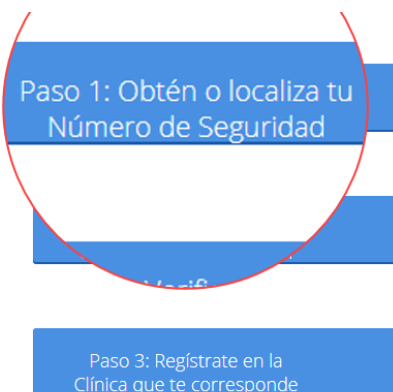 Paso 1: Obtén o localiza tu
Número de Seguridad
Paso 3: Regístrate en la
Clínica que te corresponde